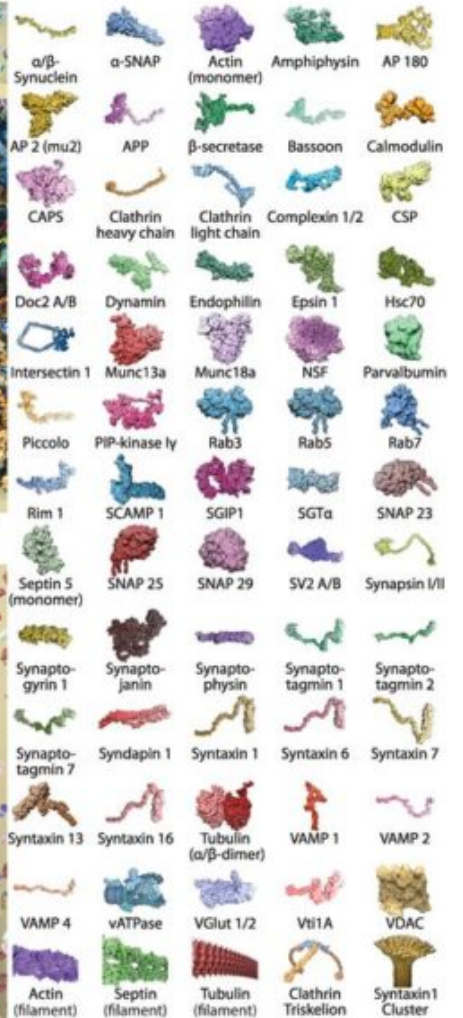 α/β-
Synuclein
α-SNAP
Actin
(monomer)
Amphiphysin
AP 180
AP 2 (mu2)
APP
β-secretase
Bassoon
Calmodulin
CAPS
Clathrin
heavy chain
Clathrin
light chain
Complexin 1/2
CSP
Doc2 A/B
Dynamin
Endophilin
Epsin 1
Hsc70
Intersectin 1
Munc13a
Munc18a
NSF
Parvalbumin
Piccolo
PIP-kinase Iγ
Rab3
Rab5
Rab7
Rim 1
SCAMP 1
SGIP1
SGTα
SNAP 23
Septin 5
(monomer)
SNAP 25
SNAP 29
SV2 A/B
Synapsin I/II
Synapto-
gyrin 1
Synapto-
janin
Synapto-
physin
Synapto-
tagmin 1
Synapto-
tagmin 2
Synapto-
tagmin 7
Syndapin 1
Syntaxin 1
Syntaxin 6
Syntaxin 7
Syntaxin 13
Syntaxin 16
Tubulin
(α/β-dimer)
VAMP 1
VAMP 2
VAMP 4
vATPase
VGlut 1/2
Vti1A
VDAC
Actin
(filament)
Septin
(filament)
Tubulin
(filament)
Clathrin
Triskelion
Syntaxin1
Cluster